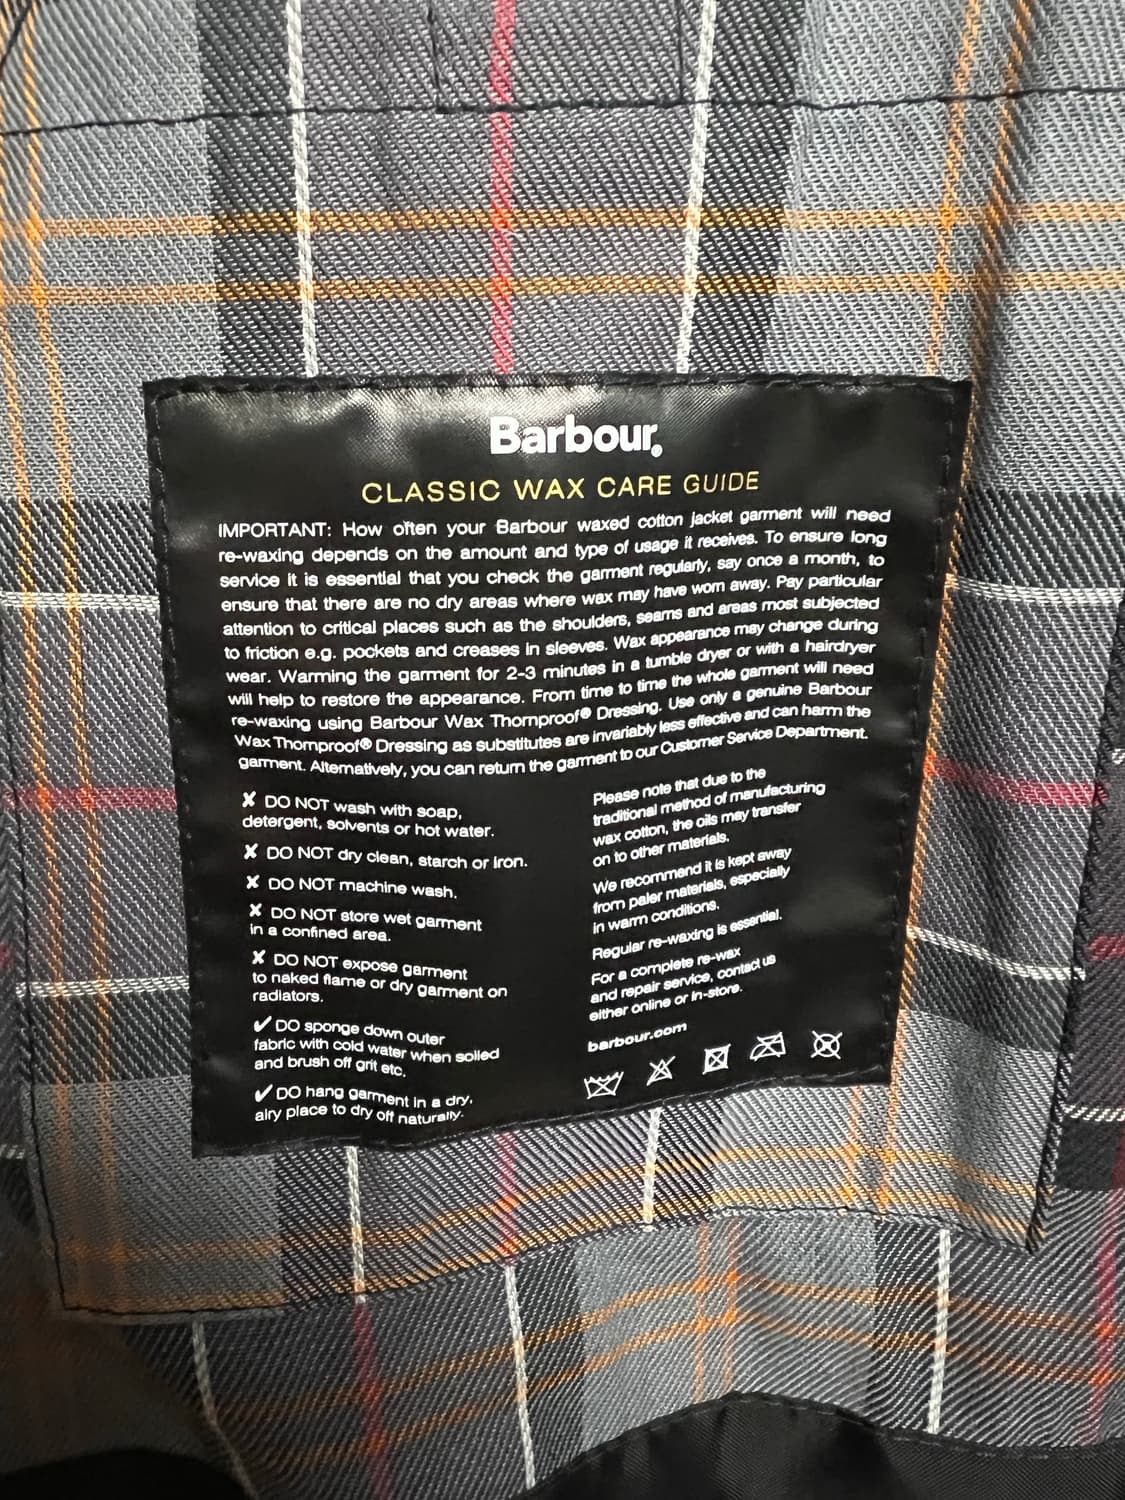 Barbour®
CLASSIC WAX CARE GUIDE
IMPORTANT: How often your Barbour waxed cotton jacket garment will need
re-waxing depends on the amount and type of usage it receives. To ensure long
service it is essential that you check the garment regularly, say once a month, to
ensure that there are no dry areas where wax may have worn away. Pay particular
attention to critical places such as the shoulders, seams and areas most subjected
to friction e.g. pockets and creases in sleeves. Wax appearance may change during
wear. Warming the garment for 2-3 minutes in a tumble dryer or with a hairdryer
will help to restore the appearance. From time to time the whole garment will need
re-waxing using Barbour Wax Thornproof® Dressing. Use only a genuine Barbour
Wax Thornproof® Dressing as substitutes are invariably less effective and can harm the
garment. Alternatively, you can return the garment to our Customer Service Department.
✘ DO NOT wash with soap,
detergent, solvents or hot water.
✘ DO NOT dry clean, starch or iron.
✘ DO NOT machine wash.
✘ DO NOT store wet garment
in a confined area.
✘ DO NOT expose garment
to naked flame or dry garment on
radiators.
✔ DO sponge down outer
fabric with cold water when soiled
and brush off grit etc.
✔ DO hang garment in a dry,
airy place to dry off naturally.
Please note that due to the
traditional method of manufacturing
wax cotton, the oils may transfer
on to other materials.
We recommend it is kept away
from paler materials, especially
in warm conditions.
Regular re-waxing is essential.
For a complete re-wax
and repair service, contact us
either online or in-store.
barbour.com